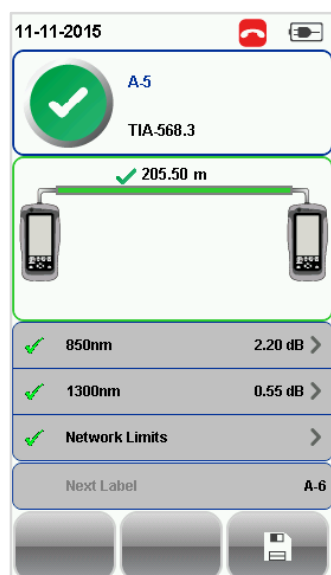 11-11-2015
A-5
TIA-568.3
205.50 m
850nm 2.20 dB
1300nm 0.55 dB
Network Limits
Next Label A-6